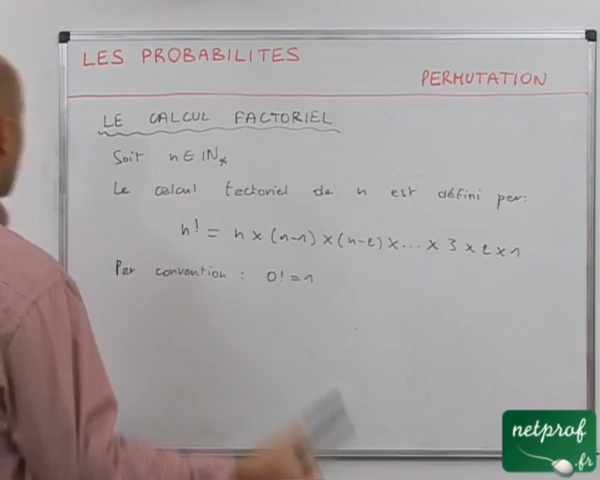 LES PROBABILITES
PERMUTATION
LE CALCUL FACTORIEL
Soit n ∈ IN*
Le calcul factoriel de n est défini par:
n! = n × (n-1) × (n-2) × ... × 3 × 2 × 1
Par convention : 0! = 1
netprof
.fr